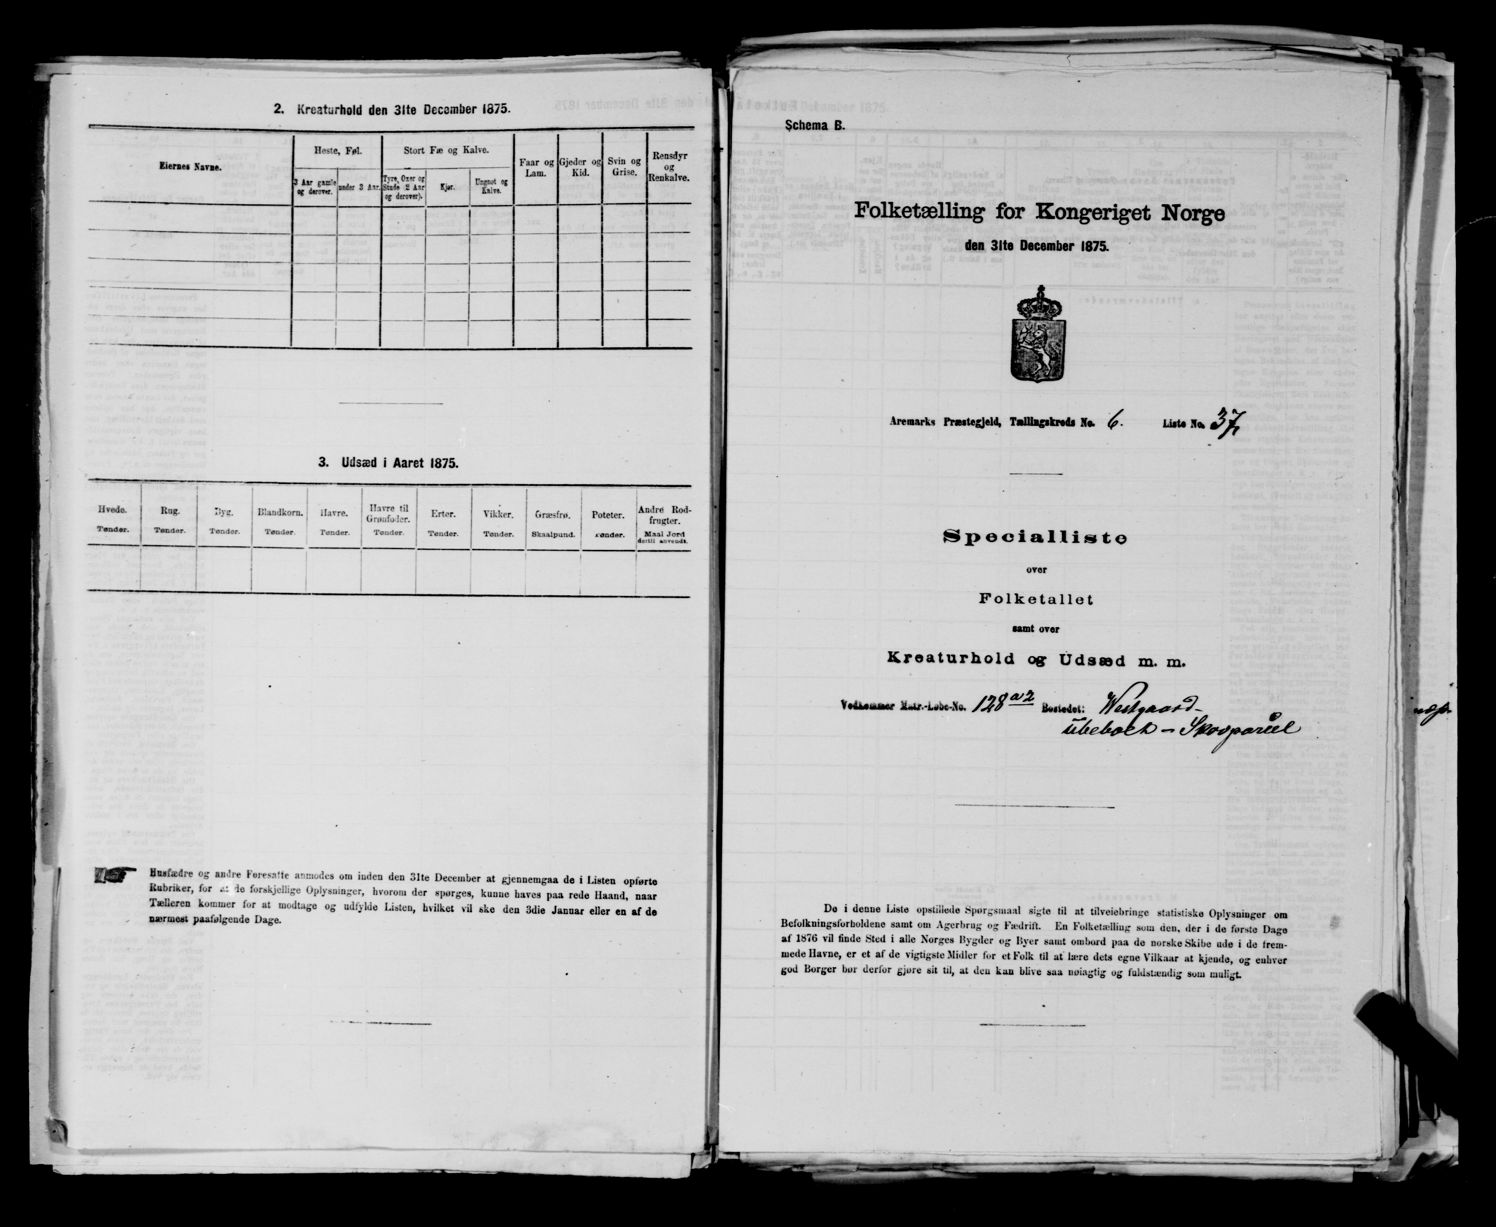 2. Kreaturhold den 31te December 1875.
Eiernes Navne.
Heste, Føl.
Stort Fæ og Kalve.
Faar og Lam.
Gjeder og Kid.
Svin og Grise.
Rensdyr og Renkalve.
3 Aar gamle og derover.
under 3 Aar.
Tyre, Oxer og Stude (2 Aar og derover).
Kjør.
Ungnøt og Kalve.
3. Udsæd i Aaret 1875.
Hvede.
Rug.
Byg.
Blandkorn.
Havre.
Havre til Grønfoder.
Erter.
Vikker.
Græsfrø.
Poteter.
Andre Rodfrugter.
Tønder.
Tønder.
Tønder.
Tønder.
Tønder.
Tønder.
Tønder.
Tønder.
Skaalpund.
Tønder.
Maal Jord dertil anvendt.
Husfædre og andre Foresatte anmodes om inden den 31te December at gjennemgaa de i Listen opførte
Rubriker, for at de forskjellige Oplysninger, hvorom der spørges, kunne haves paa rede Haand, naar
Tælleren kommer for at modtage og udfylde Listen, hvilket vil ske den 3die Januar eller en af de
nærmest paafølgende Dage.
Schema B.
Folketælling for Kongeriget Norge
den 31te December 1875.
Aremarks Præstegjeld, Tællingskreds No. 6. Liste No. 37,
Specialliste
over
Folketallet
samt over
Kreaturhold og Udsæd m. m.
Vedkommer Matr.-Løbe-No. 128 a2 Bostedet: Westgaard-
ubeboet - Skovparcel
De i denne Liste opstillede Spørgsmaal sigte til at tilveiebringe statistiske Oplysninger om
Befolkningsforholdene samt om Agerbrug og Fædrift. En Folketælling som den, der i de første Dage
af 1876 vil finde Sted i alle Norges Bygder og Byer samt ombord paa de norske Skibe ude i de frem-
mede Havne, er et af de vigtigste Midler for et Folk til at lære dets egne Vilkaar at kjende, og enhver
god Borger bør derfor gjøre sit til, at den kan blive saa nøiagtig og fuldstændig som muligt.